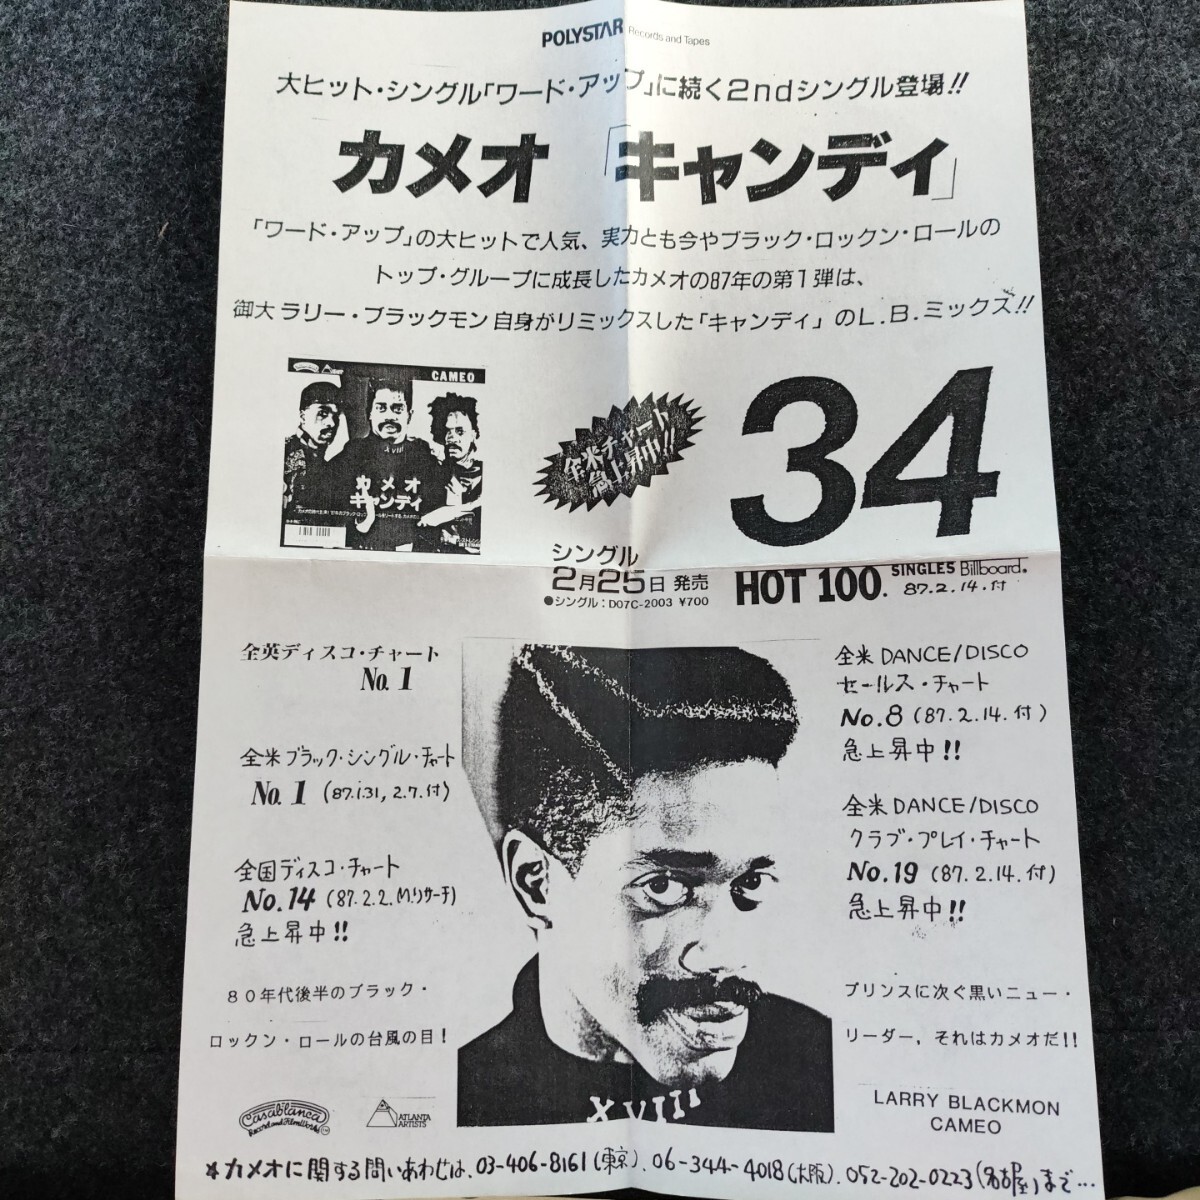 POLYSTAR Records and Tapes
大ヒット・シングル「ワード・アップ」に続く2ndシングル登場!!
カメオ「キャンディ」
「ワード・アップ」の大ヒットで人気、実力とも今やブラック・ロックン・ロールの
トップ・グループに成長したカメオの87年の第1弾は、
御大 ラリー・ブラックモン 自身がリミックスした「キャンディ」のL.B.ミックス!!
CAMEO
XVIII
カメオ
キャンディ
全米チャート
急上昇中!!
34
シングル
2月25日発売
●シングル:D07C-2003 ¥700
HOT 100. SINGLES Billboard.
87.2.14.付
全英ディスコ・チャート
No.1
全米ブラック・シングル・チャート
No.1 (87.1.31, 2.7.付)
全国ディスコ・チャート
No.14 (87.2.2.M.リサーチ)
急上昇中!!
80年代後半のブラック・
ロックン・ロールの台風の目!
Casablanca
Record and FilmWorks
ATLANTA
ARTISTS
XVIII
全米DANCE/DISCO
セールス・チャート
No.8 (87.2.14.付)
急上昇中!!
全米DANCE/DISCO
クラブ・プレイ・チャート
No.19 (87.2.14.付)
急上昇中!!
プリンスに次ぐ黒いニュー・
リーダー,それはカメオだ!!
LARRY BLACKMON
CAMEO
*カメオに関する問いあわせは、03-406-8161(東京)、06-344-4018(大阪)、052-202-0223(名古屋)まで…